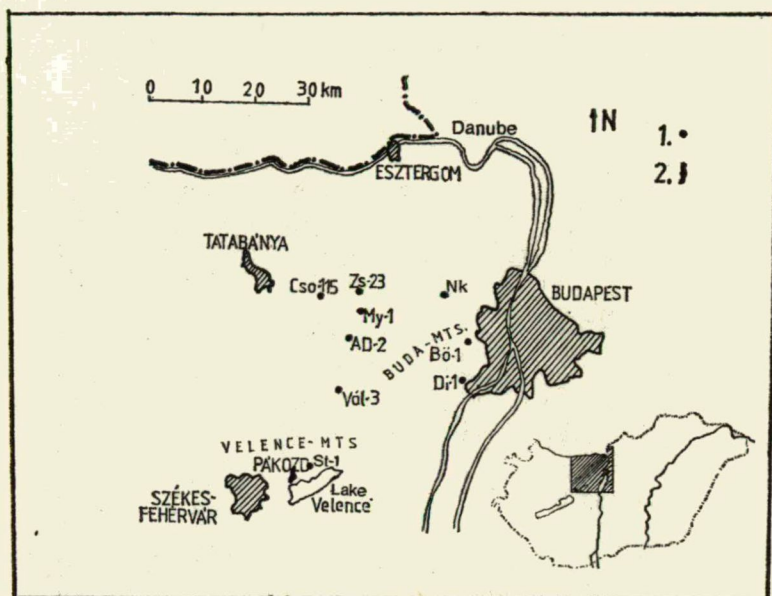 0 10 20 30 km
Danube
↑N
1. •
2.
ESZTERGOM
TATABÁNYA
Cso-115
Zs-23
Nk
BUDAPEST
My-1
AD-2
BUDA-MTS.
Bö-1
Di-1
Vál-3
VELENCE-MTS
PÁKOZD
St-1
SZÉKES-
FEHÉRVÁR
Lake
Velence